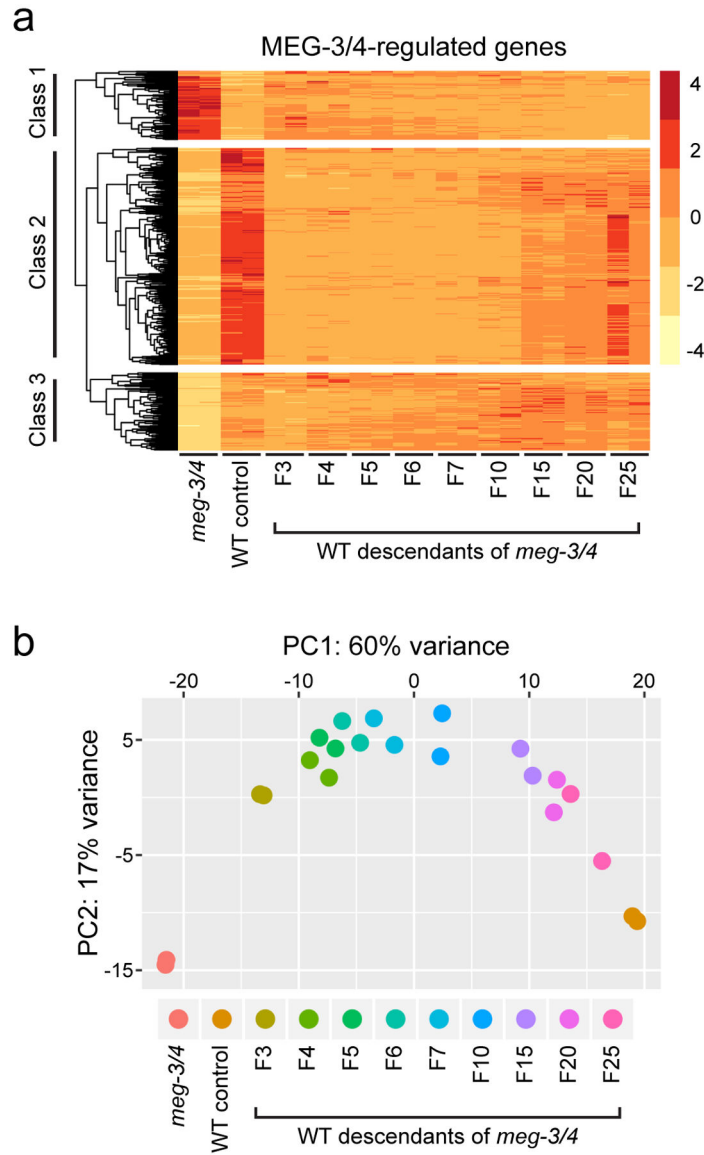 a
MEG-3/4-regulated genes
Class 1
Class 2
Class 3
4
2
0
-2
-4
meg-3/4
WT control
F3
F4
F5
F6
F7
F10
F15
F20
F25
WT descendants of meg-3/4
b
PC1: 60% variance
-20 -10 0 10 20
PC2: 17% variance
5
-5
-15
meg-3/4
WT control
F3
F4
F5
F6
F7
F10
F15
F20
F25
WT descendants of meg-3/4